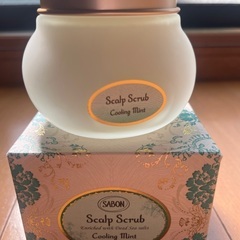 Scalp Scrub
Cooling Mint
SABON
Scalp Scrub
Enriched with Dead Sea salts
Cooling Mint